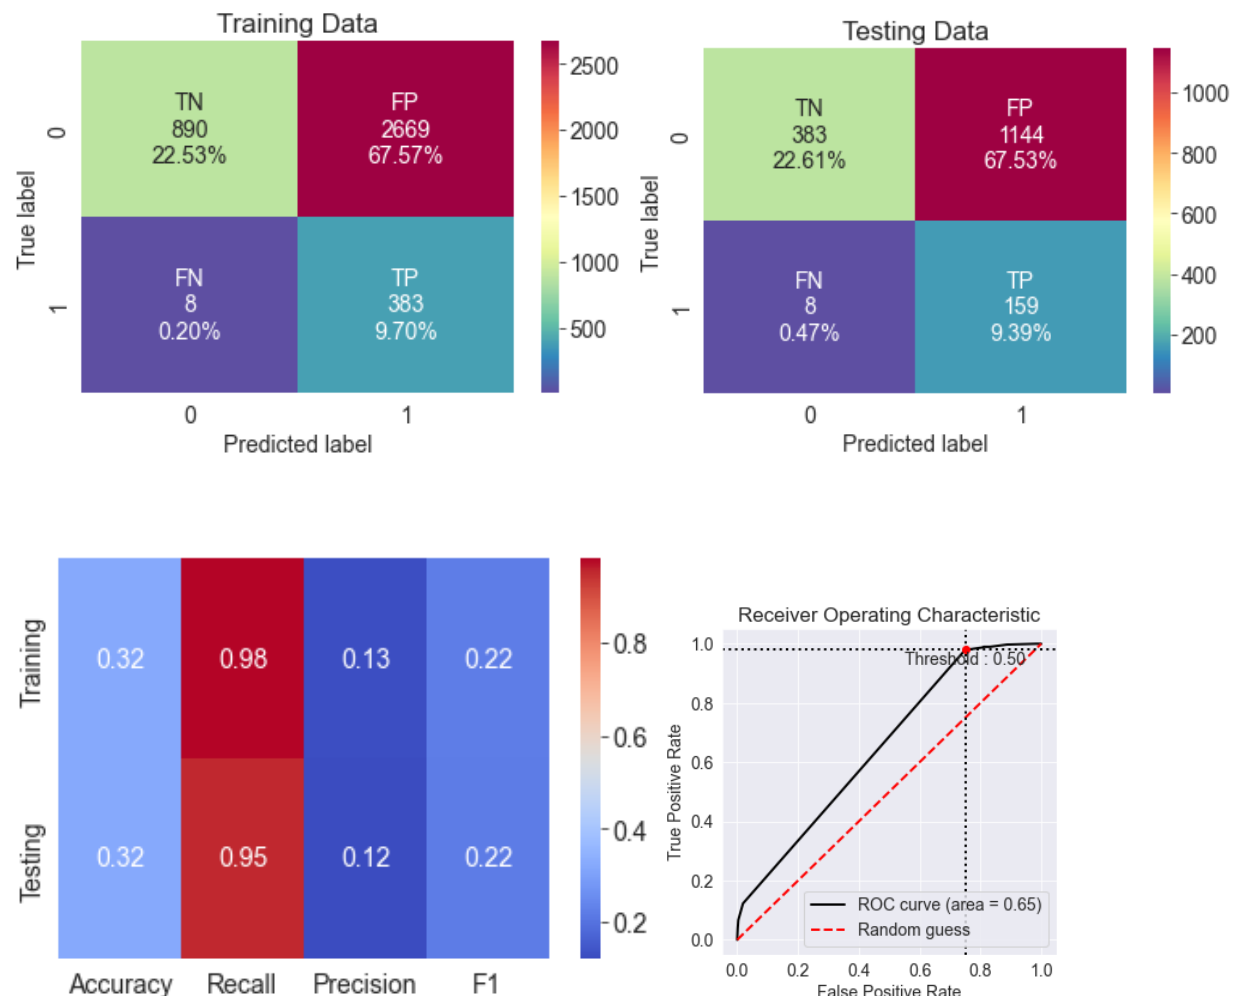 Training Data
TN
890
22.53%
FP
2669
67.57%
FN
8
0.20%
TP
383
9.70%
0
1
True label
0
1
Predicted label
2500
2000
1500
1000
500
Testing Data
TN
383
22.61%
FP
1144
67.53%
FN
8
0.47%
TP
159
9.39%
0
1
True label
0
1
Predicted label
1000
800
600
400
200
Training
0.32
0.98
0.13
0.22
Testing
0.32
0.95
0.12
0.22
Accuracy
Recall
Precision
F1
0.8
0.6
0.4
0.2
Receiver Operating Characteristic
Threshold : 0.50
True Positive Rate
1.0
0.8
0.6
0.4
0.2
0.0
ROC curve (area = 0.65)
Random guess
0.0
0.2
0.4
0.6
0.8
1.0
False Positive Rate